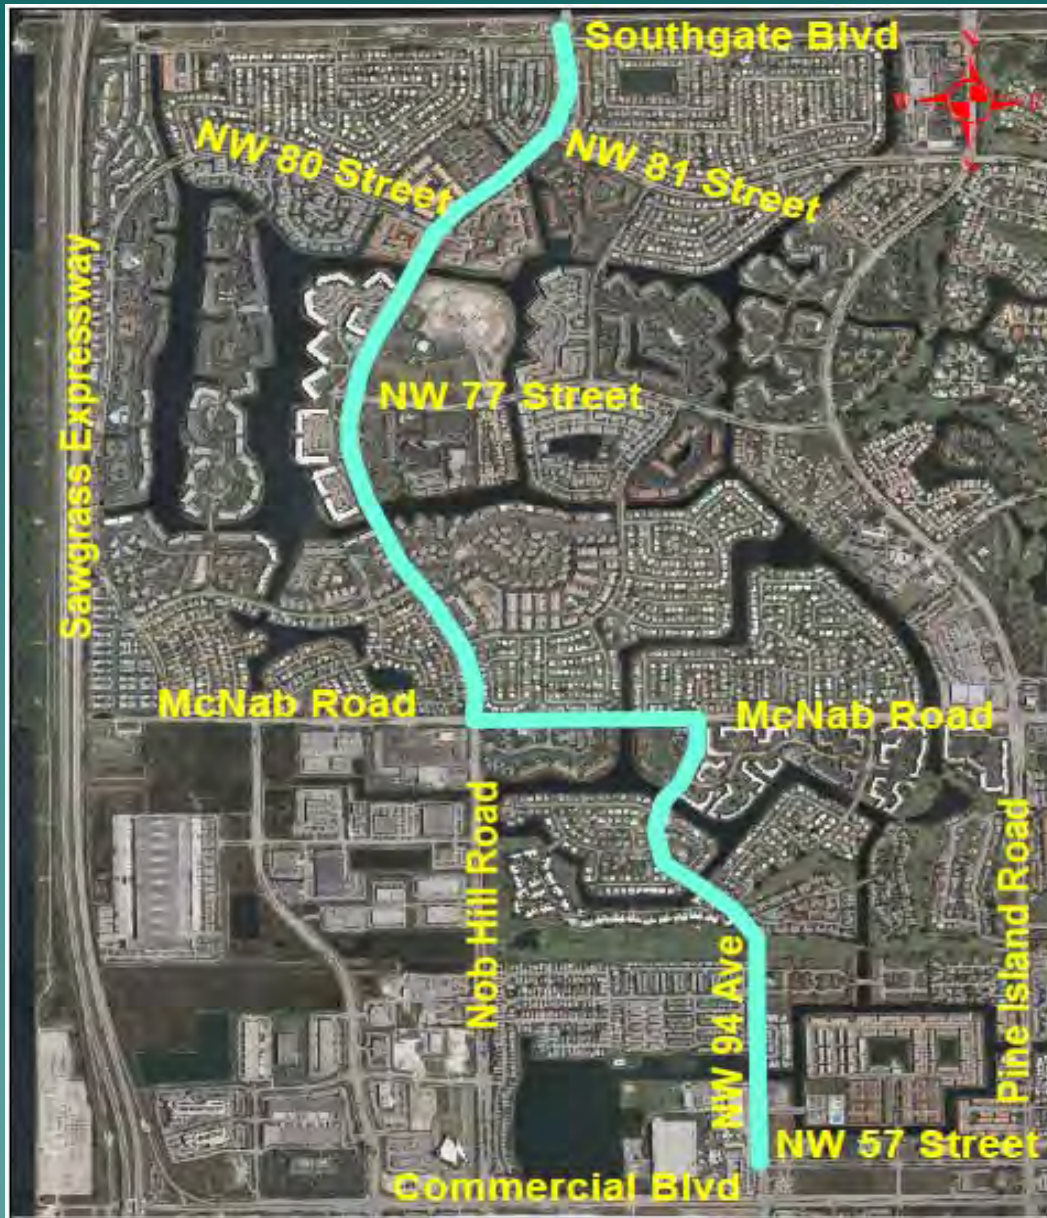 Southgate Blvd
NW 80 Street
NW 81 Street
NW 77 Street
Sawgrass Expressway
McNab Road
McNab Road
Nob Hill Road
NW 94 Ave
Pine Island Road
NW 57 Street
Commercial Blvd